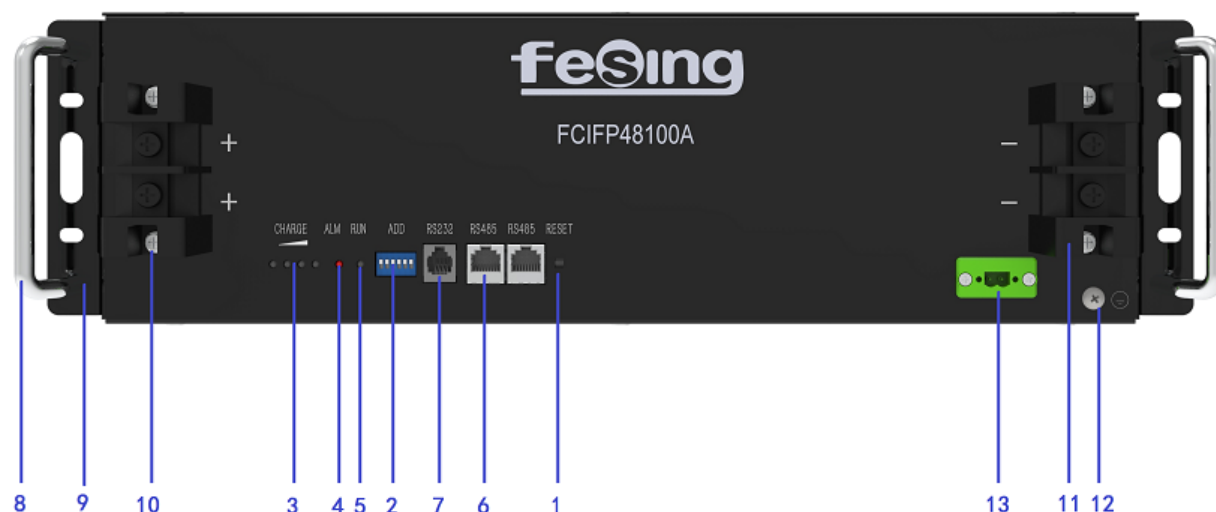 feSing
FCIFP48100A
+ −
+ −
CHARGE ALM RUN ADD RS232 RS485 RS485 RESET
8 9 10 3 4 5 2 7 6 1 13 11 12